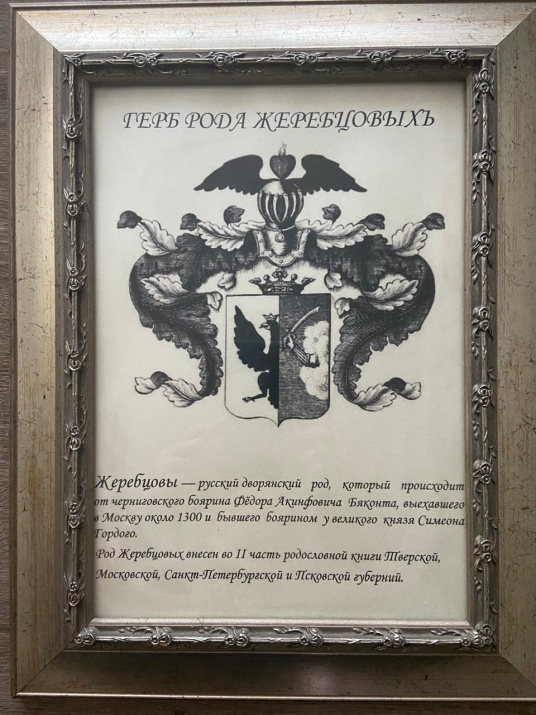 ГЕРБ РОДА ЖЕРЕБЦОВЫХЪ
Жеребцовы — русский дворянский род, который происходит
от черниговского боярина Фёдора Акинфовича Бяконта, выехавшего
в Москву около 1300 и бывшего боярином у великого князя Симеона
Гордого.
Род Жеребцовых внесен во II часть родословной книги Тверской,
Московской, Санкт-Петербургской и Псковской губерний.